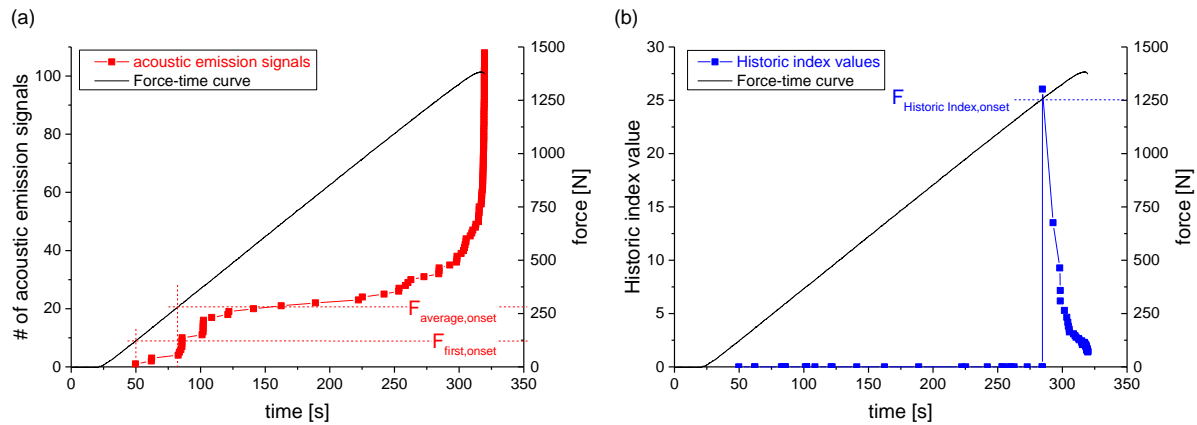 (a)
acoustic emission signals
Force-time curve
# of acoustic emission signals
0
20
40
60
80
100
F average,onset
F first,onset
0
250
500
750
1000
1250
1500
force [N]
0 50 100 150 200 250 300 350
time [s]
(b)
Historic index values
Force-time curve
Historic index value
0
5
10
15
20
25
30
F Historic Index,onset
0
250
500
750
1000
1250
1500
force [N]
0 50 100 150 200 250 300 350
time [s]